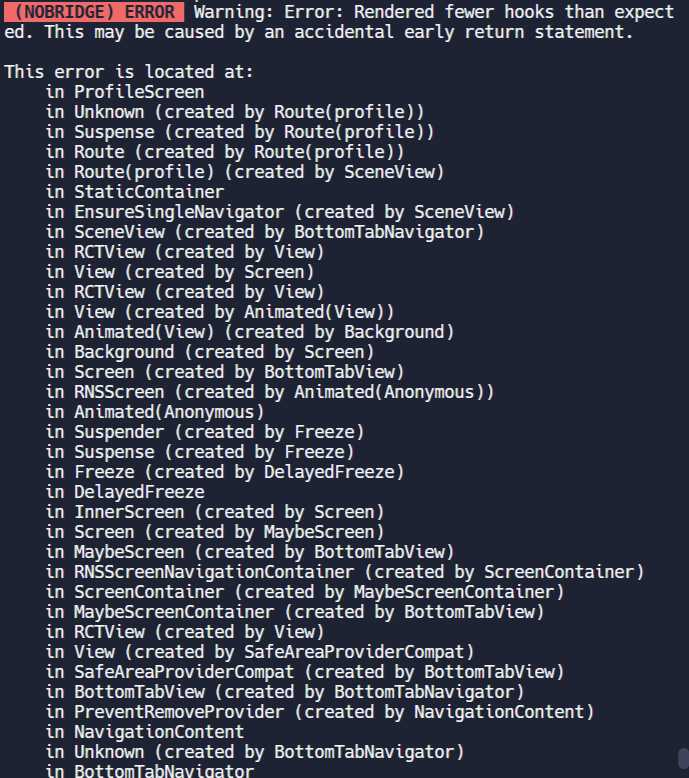 (NOBRIDGE) ERROR  Warning: Error: Rendered fewer hooks than expect
ed. This may be caused by an accidental early return statement.
This error is located at:
    in ProfileScreen
    in Unknown (created by Route(profile))
    in Suspense (created by Route(profile))
    in Route (created by Route(profile))
    in Route(profile) (created by SceneView)
    in StaticContainer
    in EnsureSingleNavigator (created by SceneView)
    in SceneView (created by BottomTabNavigator)
    in RCTView (created by View)
    in View (created by Screen)
    in RCTView (created by View)
    in View (created by Animated(View))
    in Animated(View) (created by Background)
    in Background (created by Screen)
    in Screen (created by BottomTabView)
    in RNSScreen (created by Animated(Anonymous))
    in Animated(Anonymous)
    in Suspender (created by Freeze)
    in Suspense (created by Freeze)
    in Freeze (created by DelayedFreeze)
    in DelayedFreeze
    in InnerScreen (created by Screen)
    in Screen (created by MaybeScreen)
    in MaybeScreen (created by BottomTabView)
    in RNSScreenNavigationContainer (created by ScreenContainer)
    in ScreenContainer (created by MaybeScreenContainer)
    in MaybeScreenContainer (created by BottomTabView)
    in RCTView (created by View)
    in View (created by SafeAreaProviderCompat)
    in SafeAreaProviderCompat (created by BottomTabView)
    in BottomTabView (created by BottomTabNavigator)
    in PreventRemoveProvider (created by NavigationContent)
    in NavigationContent
    in Unknown (created by BottomTabNavigator)
    in BottomTabNavigator